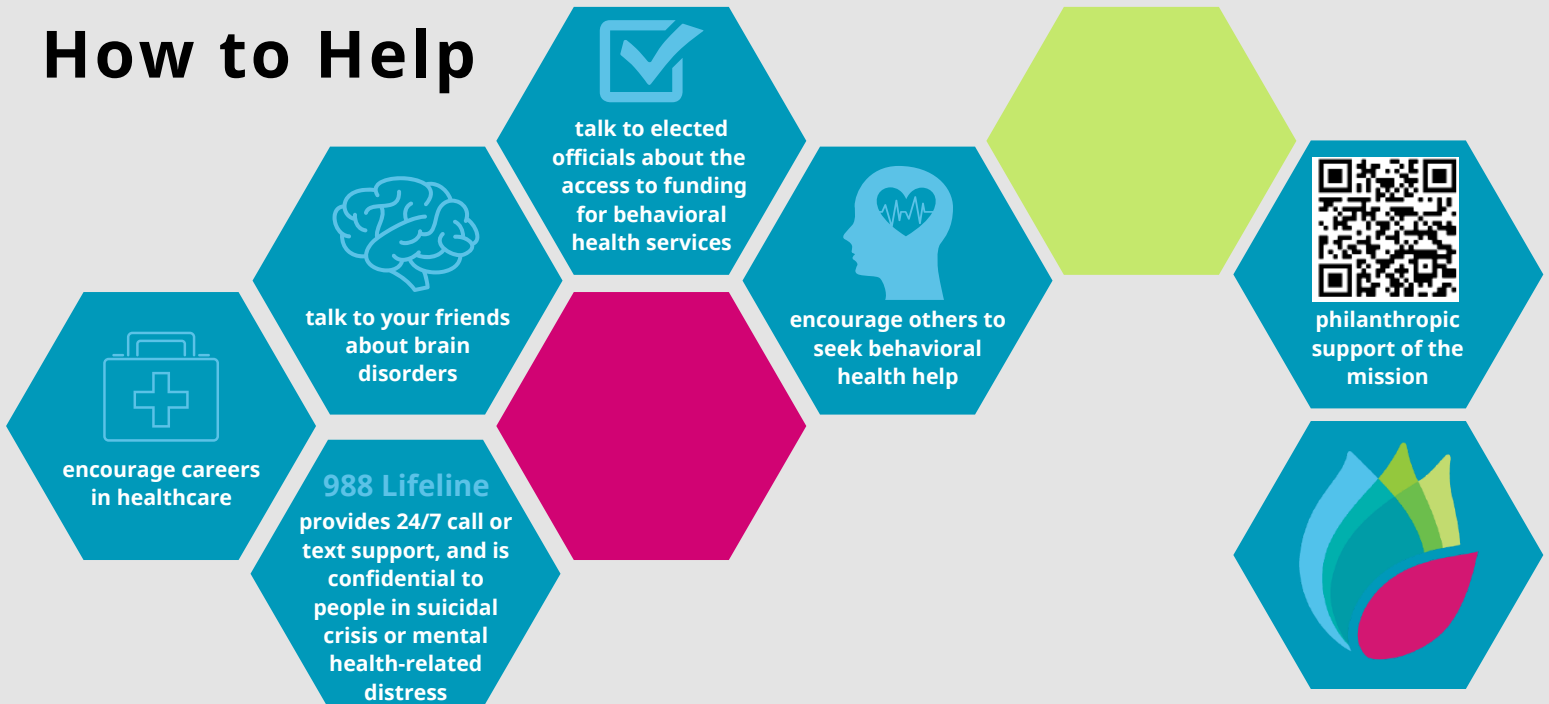 How to Help
talk to elected
officials about the
access to funding
for behavioral
health services
talk to your friends
about brain
disorders
encourage others to
seek behavioral
health help
philanthropic
support of the
mission
encourage careers
in healthcare
988 Lifeline
provides 24/7 call or
text support, and is
confidential to
people in suicidal
crisis or mental
health-related
distress